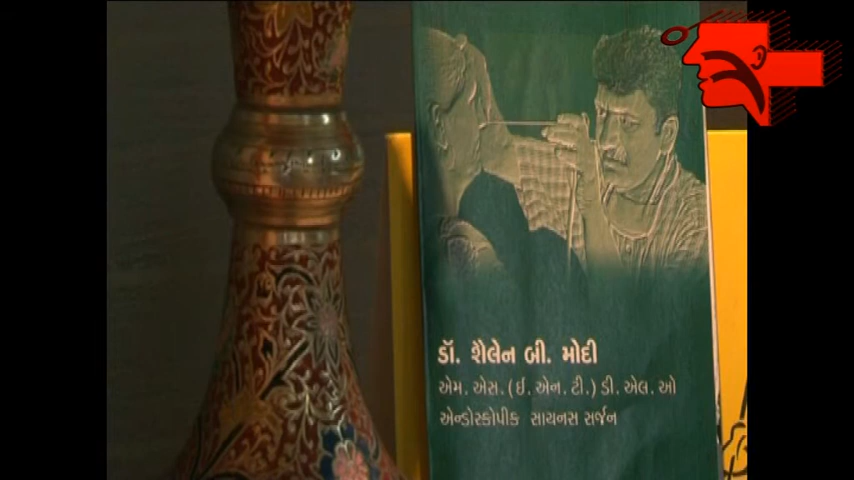 ડૉ. શૈલેન બી. મોદી
એમ. એસ. (ઈ. એન. ટી.) ડી. એલ. ઓ
એન્ડોસ્કોપીક સાયનસ સર્જન